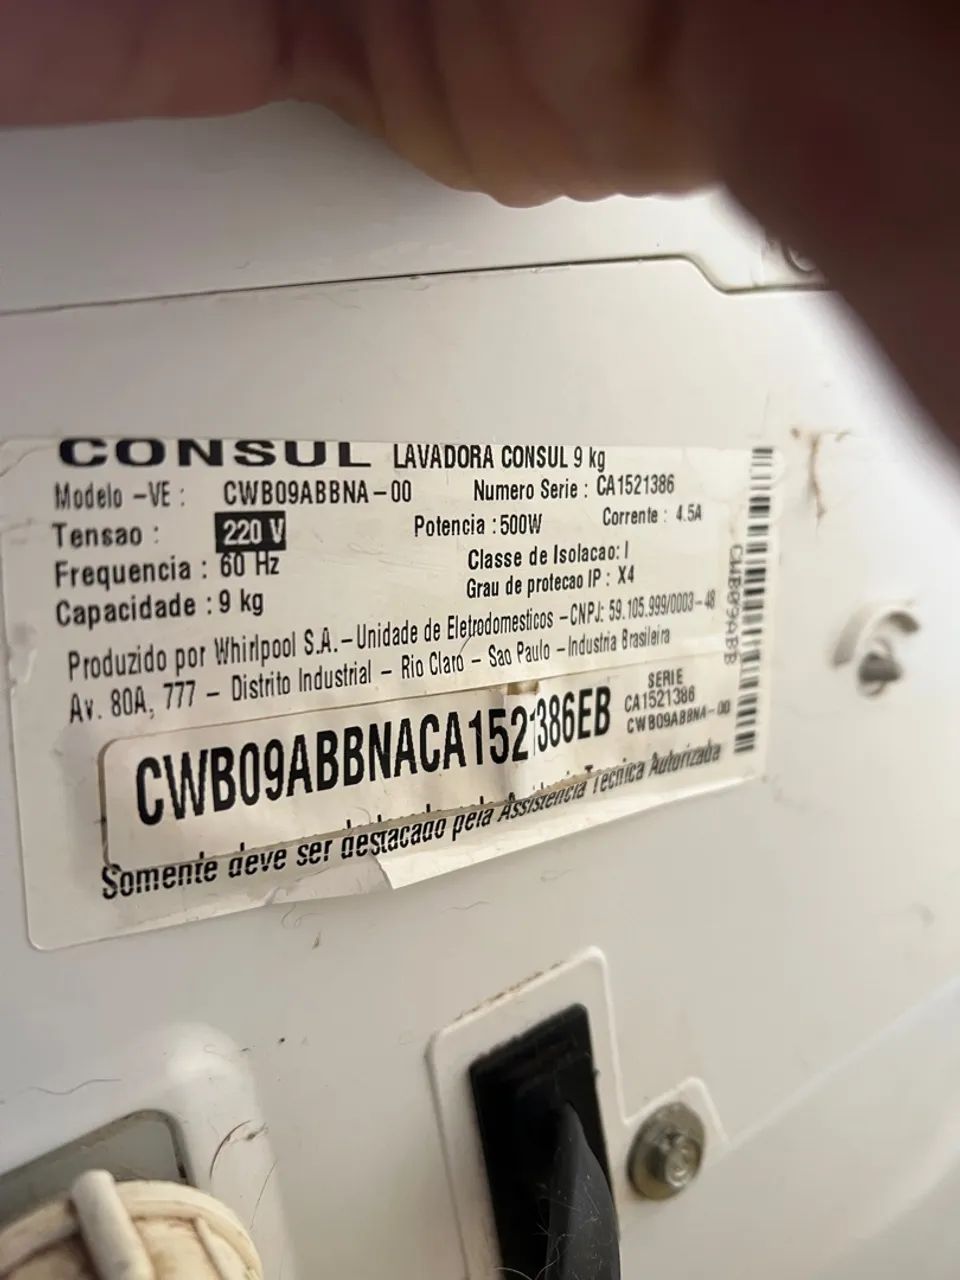 CONSUL LAVADORA CONSUL 9 kg
Modelo -VE : CWB09ABBNA-00 Numero Serie : CA1521386
Tensao : 220 V Potencia :500W Corrente : 4.5A
Frequencia : 60 Hz Classe de Isolacao: I
Capacidade : 9 kg Grau de protecao IP : X4
Produzido por Whirlpool S.A.-Unidade de Eletrodomesticos -CNPJ: 59.105.999/0003-48
Av. 80A, 777 - Distrito Industrial - Rio Claro - Sao Paulo -Industria Brasileira
CWB09ABB
CWB09ABBNACA1521386EB
SERIE
CA1521386
CWB09ABBNA-00
Somente deve ser destacado pela Assistencia Tecnica Autorizada